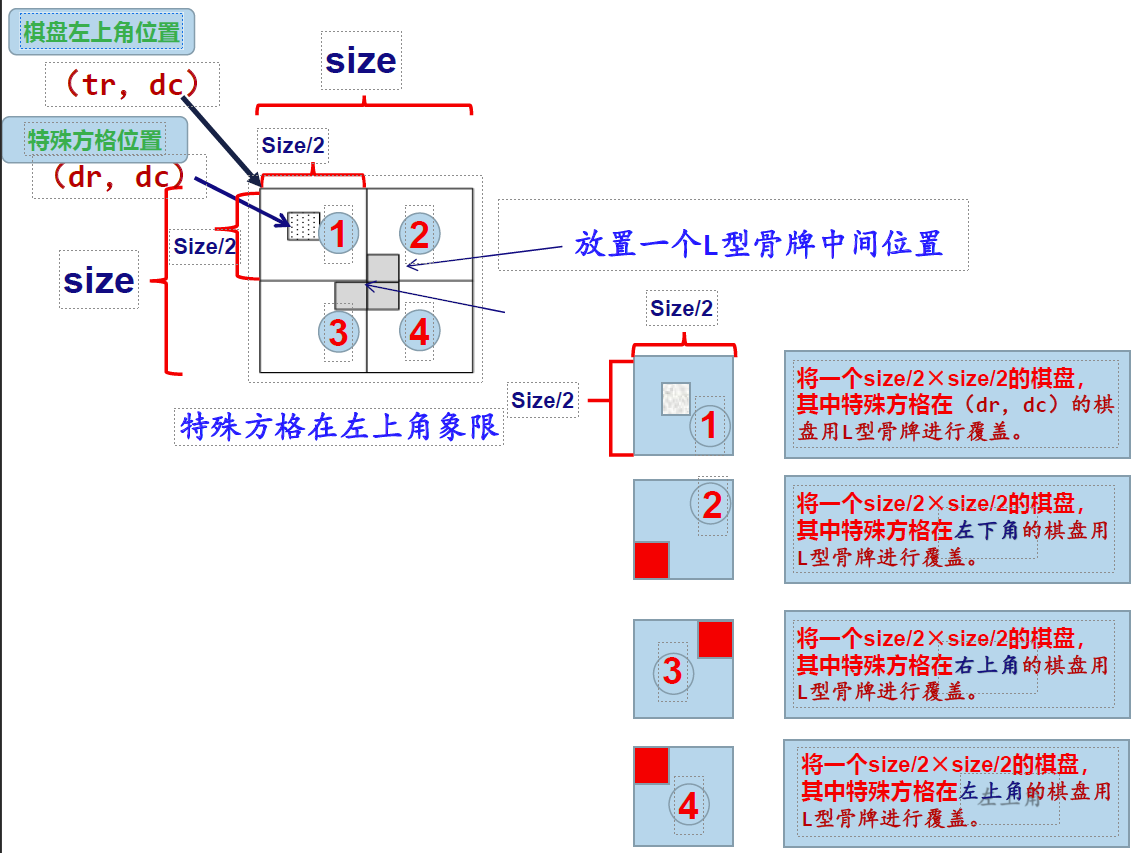 棋盘左上角位置
（tr，dc）
特殊方格位置
（dr，dc）
size
Size/2
Size/2
size
1
2
3
4
放置一个L型骨牌中间位置
特殊方格在左上角象限
Size/2
Size/2
1
将一个size/2×size/2的棋盘，
其中特殊方格在（dr，dc）的棋
盘用L型骨牌进行覆盖。
2
将一个size/2×size/2的棋盘，
其中特殊方格在左下角的棋盘用
L型骨牌进行覆盖。
3
将一个size/2×size/2的棋盘，
其中特殊方格在右上角的棋盘用
L型骨牌进行覆盖。
4
将一个size/2×size/2的棋盘，
其中特殊方格在左上角的棋盘用
左上角
L型骨牌进行覆盖。